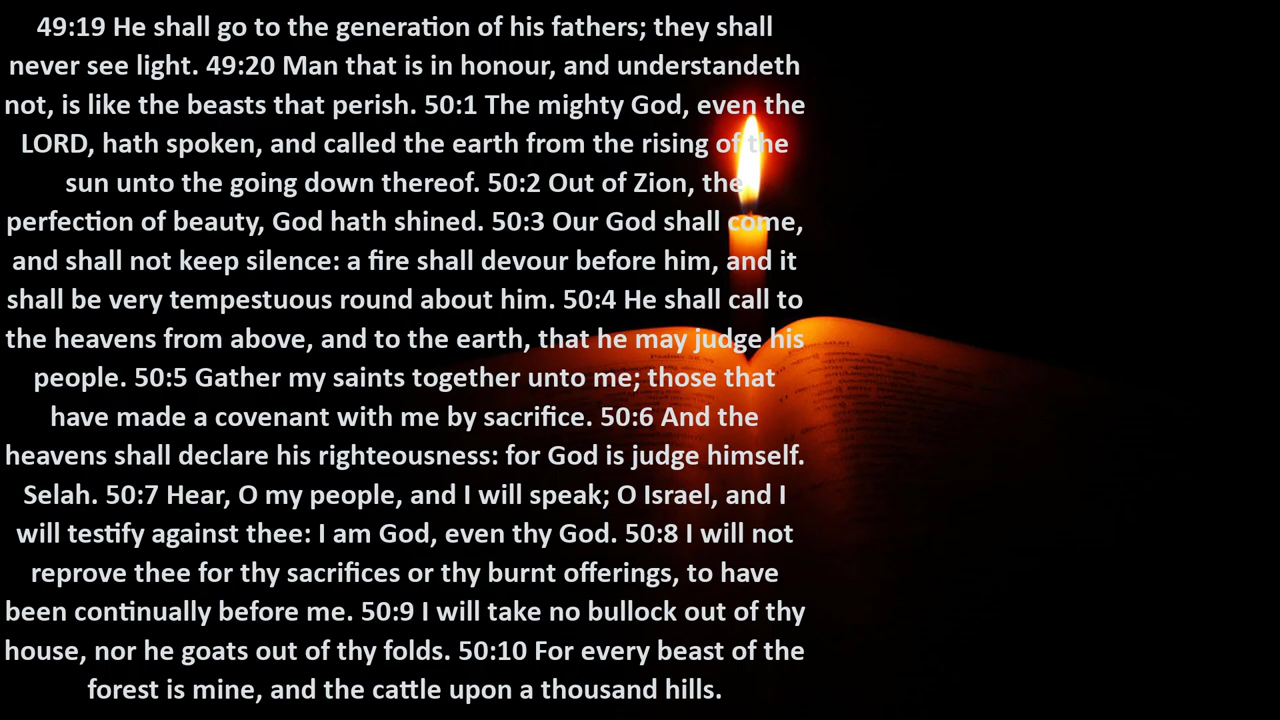 49:19 He shall go to the generation of his fathers; they shall
never see light. 49:20 Man that is in honour, and understandeth
not, is like the beasts that perish. 50:1 The mighty God, even the
LORD, hath spoken, and called the earth from the rising of the
sun unto the going down thereof. 50:2 Out of Zion, the
perfection of beauty, God hath shined. 50:3 Our God shall come,
and shall not keep silence: a fire shall devour before him, and it
shall be very tempestuous round about him. 50:4 He shall call to
the heavens from above, and to the earth, that he may judge his
people. 50:5 Gather my saints together unto me; those that
have made a covenant with me by sacrifice. 50:6 And the
heavens shall declare his righteousness: for God is judge himself.
Selah. 50:7 Hear, O my people, and I will speak; O Israel, and I
will testify against thee: I am God, even thy God. 50:8 I will not
reprove thee for thy sacrifices or thy burnt offerings, to have
been continually before me. 50:9 I will take no bullock out of thy
house, nor he goats out of thy folds. 50:10 For every beast of the
forest is mine, and the cattle upon a thousand hills.